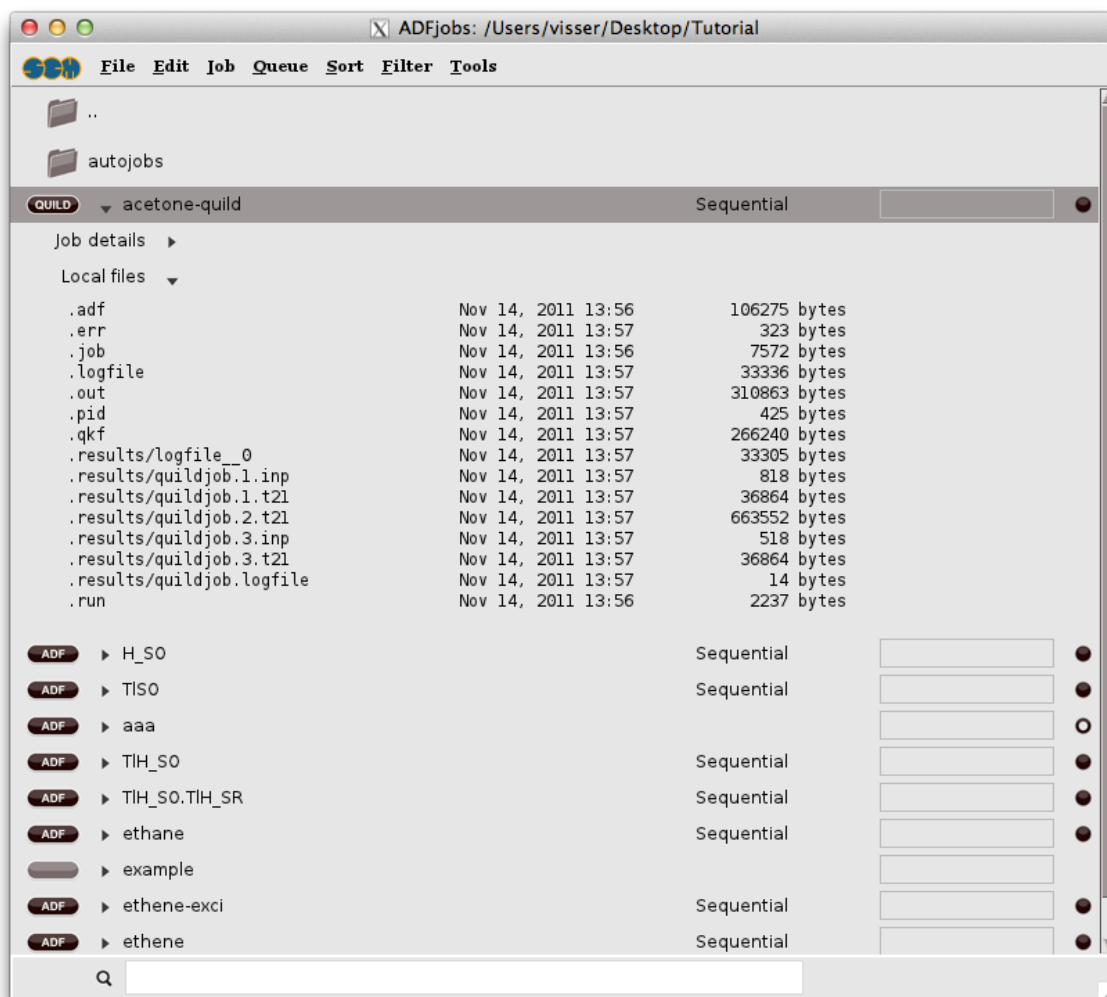 ADFjobs: /Users/visser/Desktop/Tutorial
SCM File Edit Job Queue Sort Filter Tools
..
autojobs
QUILD acetone-quild Sequential
Job details
Local files
.adf Nov 14, 2011 13:56 106275 bytes
.err Nov 14, 2011 13:57 323 bytes
.job Nov 14, 2011 13:56 7572 bytes
.logfile Nov 14, 2011 13:57 33336 bytes
.out Nov 14, 2011 13:57 310863 bytes
.pid Nov 14, 2011 13:57 425 bytes
.qkf Nov 14, 2011 13:57 266240 bytes
.results/logfile__0 Nov 14, 2011 13:57 33305 bytes
.results/quildjob.1.inp Nov 14, 2011 13:57 818 bytes
.results/quildjob.1.t21 Nov 14, 2011 13:57 36864 bytes
.results/quildjob.2.t21 Nov 14, 2011 13:57 663552 bytes
.results/quildjob.3.inp Nov 14, 2011 13:57 518 bytes
.results/quildjob.3.t21 Nov 14, 2011 13:57 36864 bytes
.results/quildjob.logfile Nov 14, 2011 13:57 14 bytes
.run Nov 14, 2011 13:56 2237 bytes
ADF H_SO Sequential
ADF TlSO Sequential
ADF aaa
ADF TlH_SO Sequential
ADF TlH_SO.TlH_SR Sequential
ADF ethane Sequential
example
ADF ethene-exci Sequential
ADF ethene Sequential